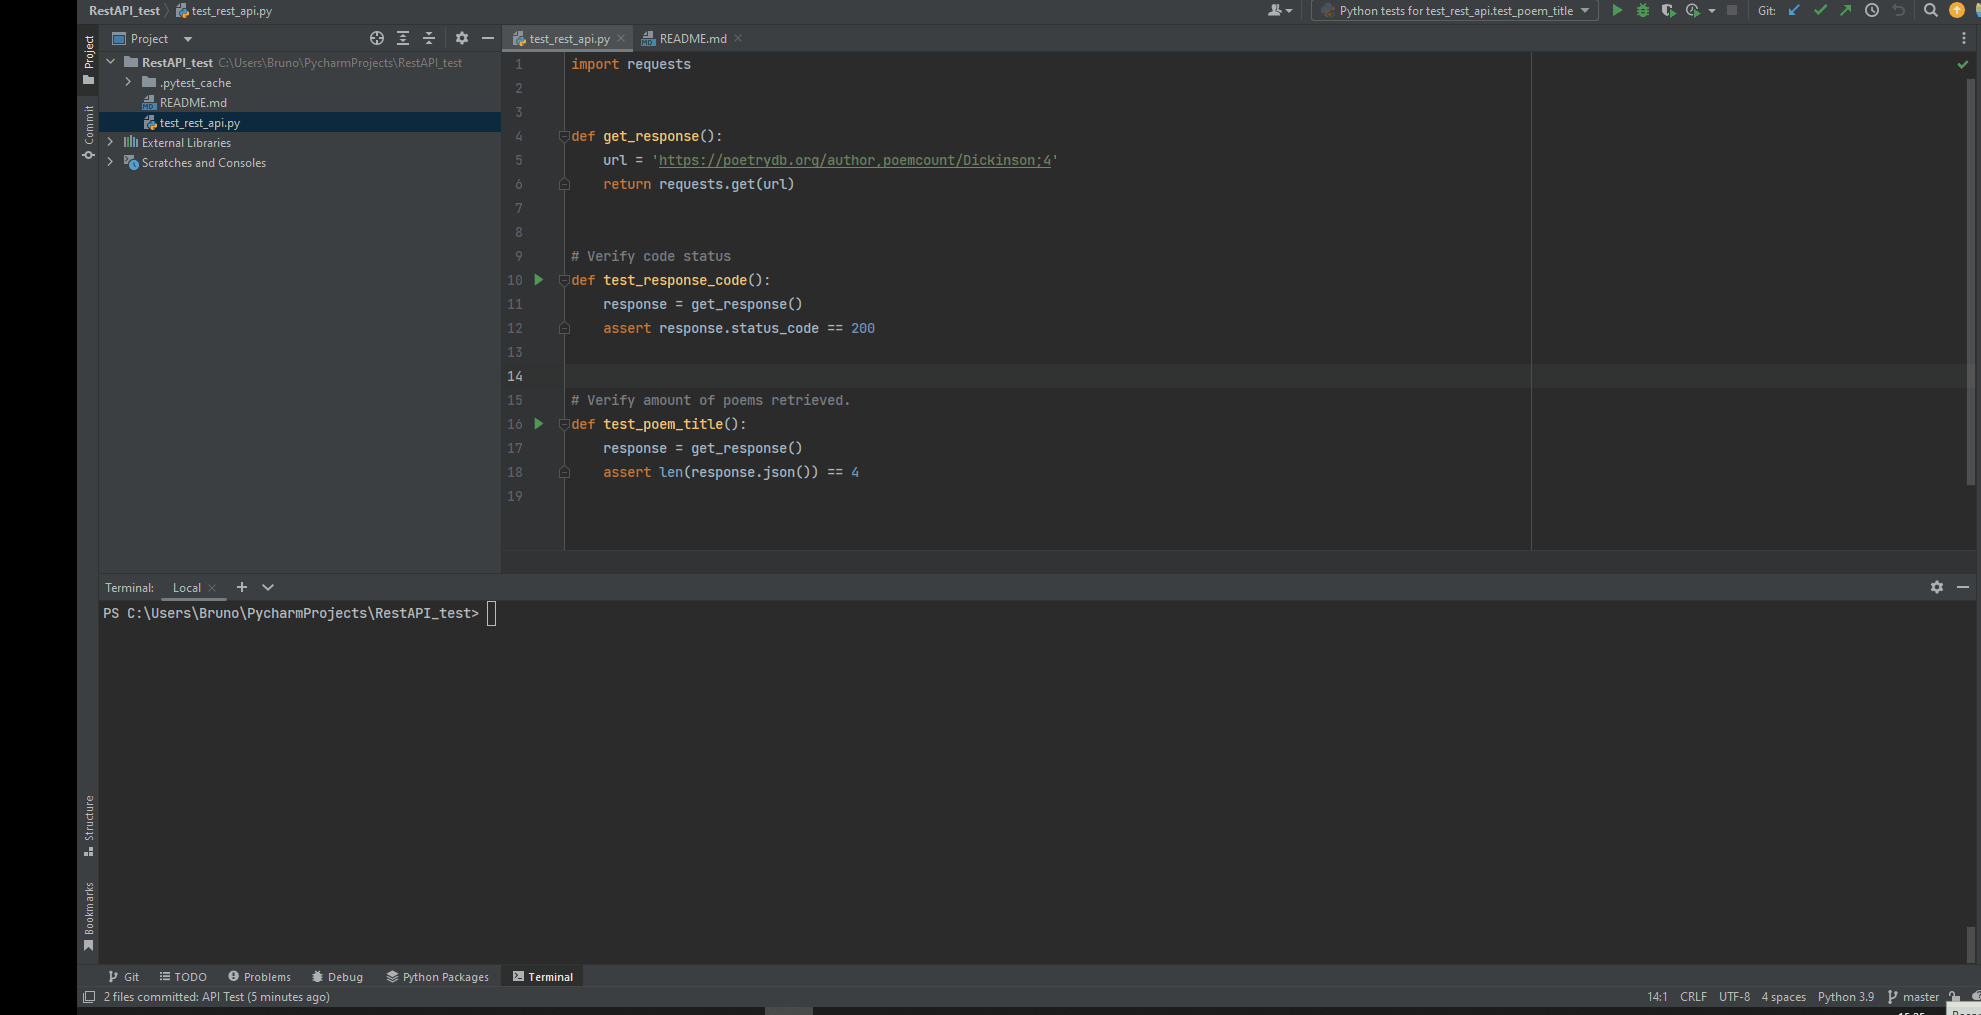 RestAPI_test test_rest_api.py
Python tests for test_rest_api.test_poem_title
Git:
Project
test_rest_api.py
README.md
Project
Commit
RestAPI_test C:\Users\Bruno\PycharmProjects\RestAPI_test
.pytest_cache
README.md
test_rest_api.py
External Libraries
Scratches and Consoles
1 import requests
2
3
4 def get_response():
5 url = 'https://poetrydb.org/author,poemcount/Dickinson;4'
6 return requests.get(url)
7
8
9 # Verify code status
10 def test_response_code():
11 response = get_response()
12 assert response.status_code == 200
13
14
15 # Verify amount of poems retrieved.
16 def test_poem_title():
17 response = get_response()
18 assert len(response.json()) == 4
19
Terminal: Local
PS C:\Users\Bruno\PycharmProjects\RestAPI_test>
Structure
Bookmarks
Git TODO Problems Debug Python Packages Terminal
2 files committed: API Test (5 minutes ago)
14:1 CRLF UTF-8 4 spaces Python 3.9 master